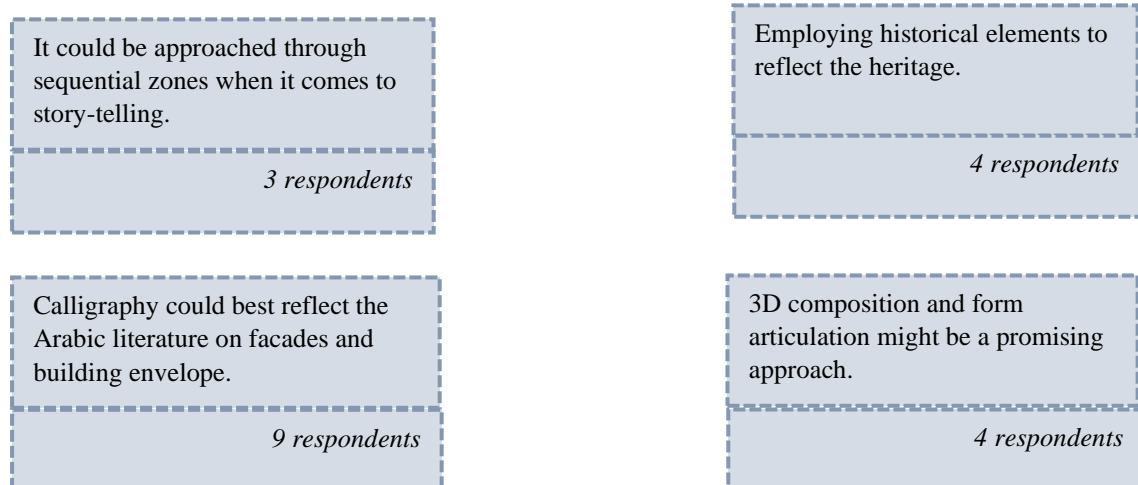 It could be approached through
sequential zones when it comes to
story-telling.
3 respondents
Employing historical elements to
reflect the heritage.
4 respondents
Calligraphy could best reflect the
Arabic literature on facades and
building envelope.
9 respondents
3D composition and form
articulation might be a promising
approach.
4 respondents